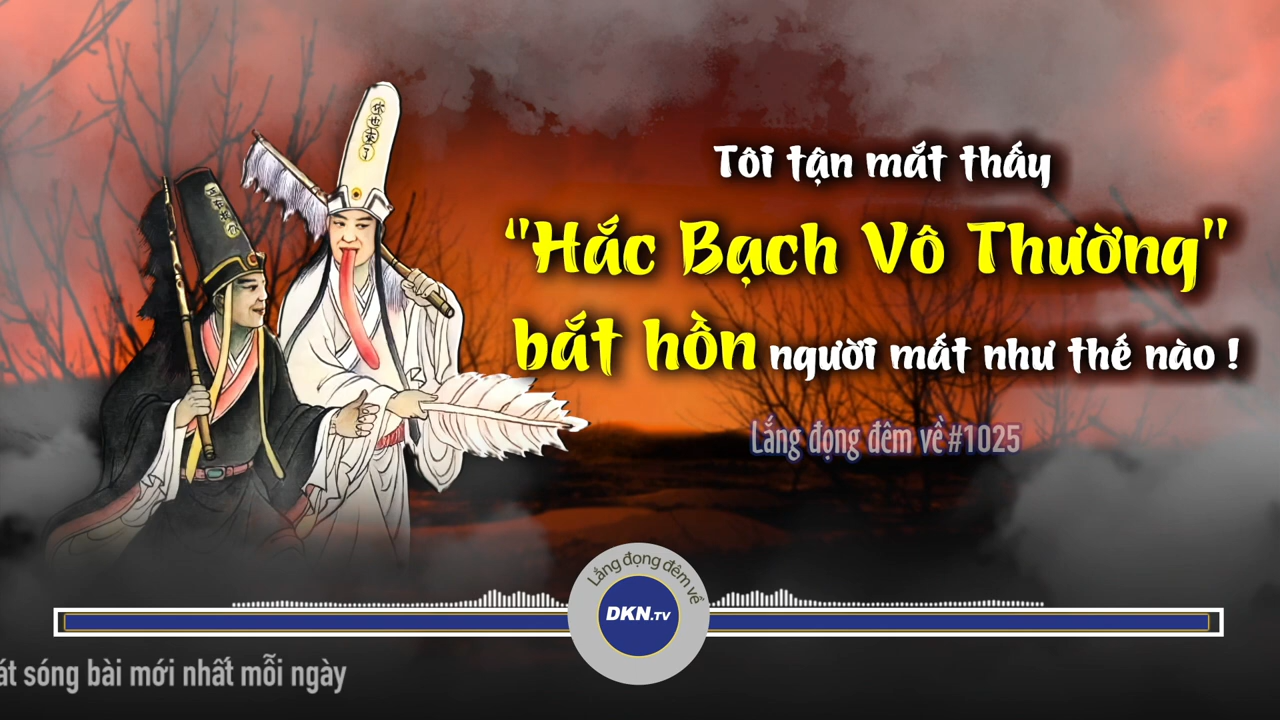 Tôi tận mắt thấy
"Hắc Bạch Vô Thường"
bắt hồn người mất như thế nào !
Lắng đọng đêm về #1025
Lắng đọng đêm về
DKN.TV
át sóng bài mới nhất mỗi ngày